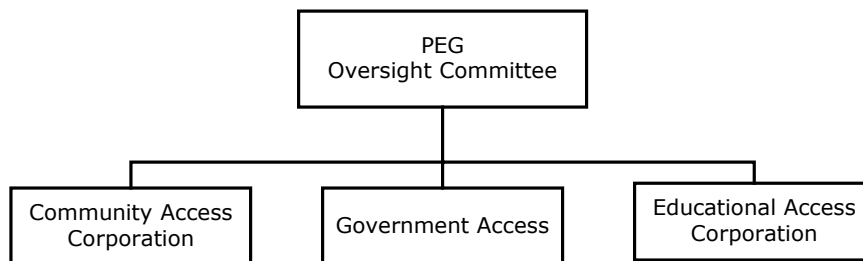 PEG
Oversight Committee
Community Access
Corporation
Government Access
Educational Access
Corporation